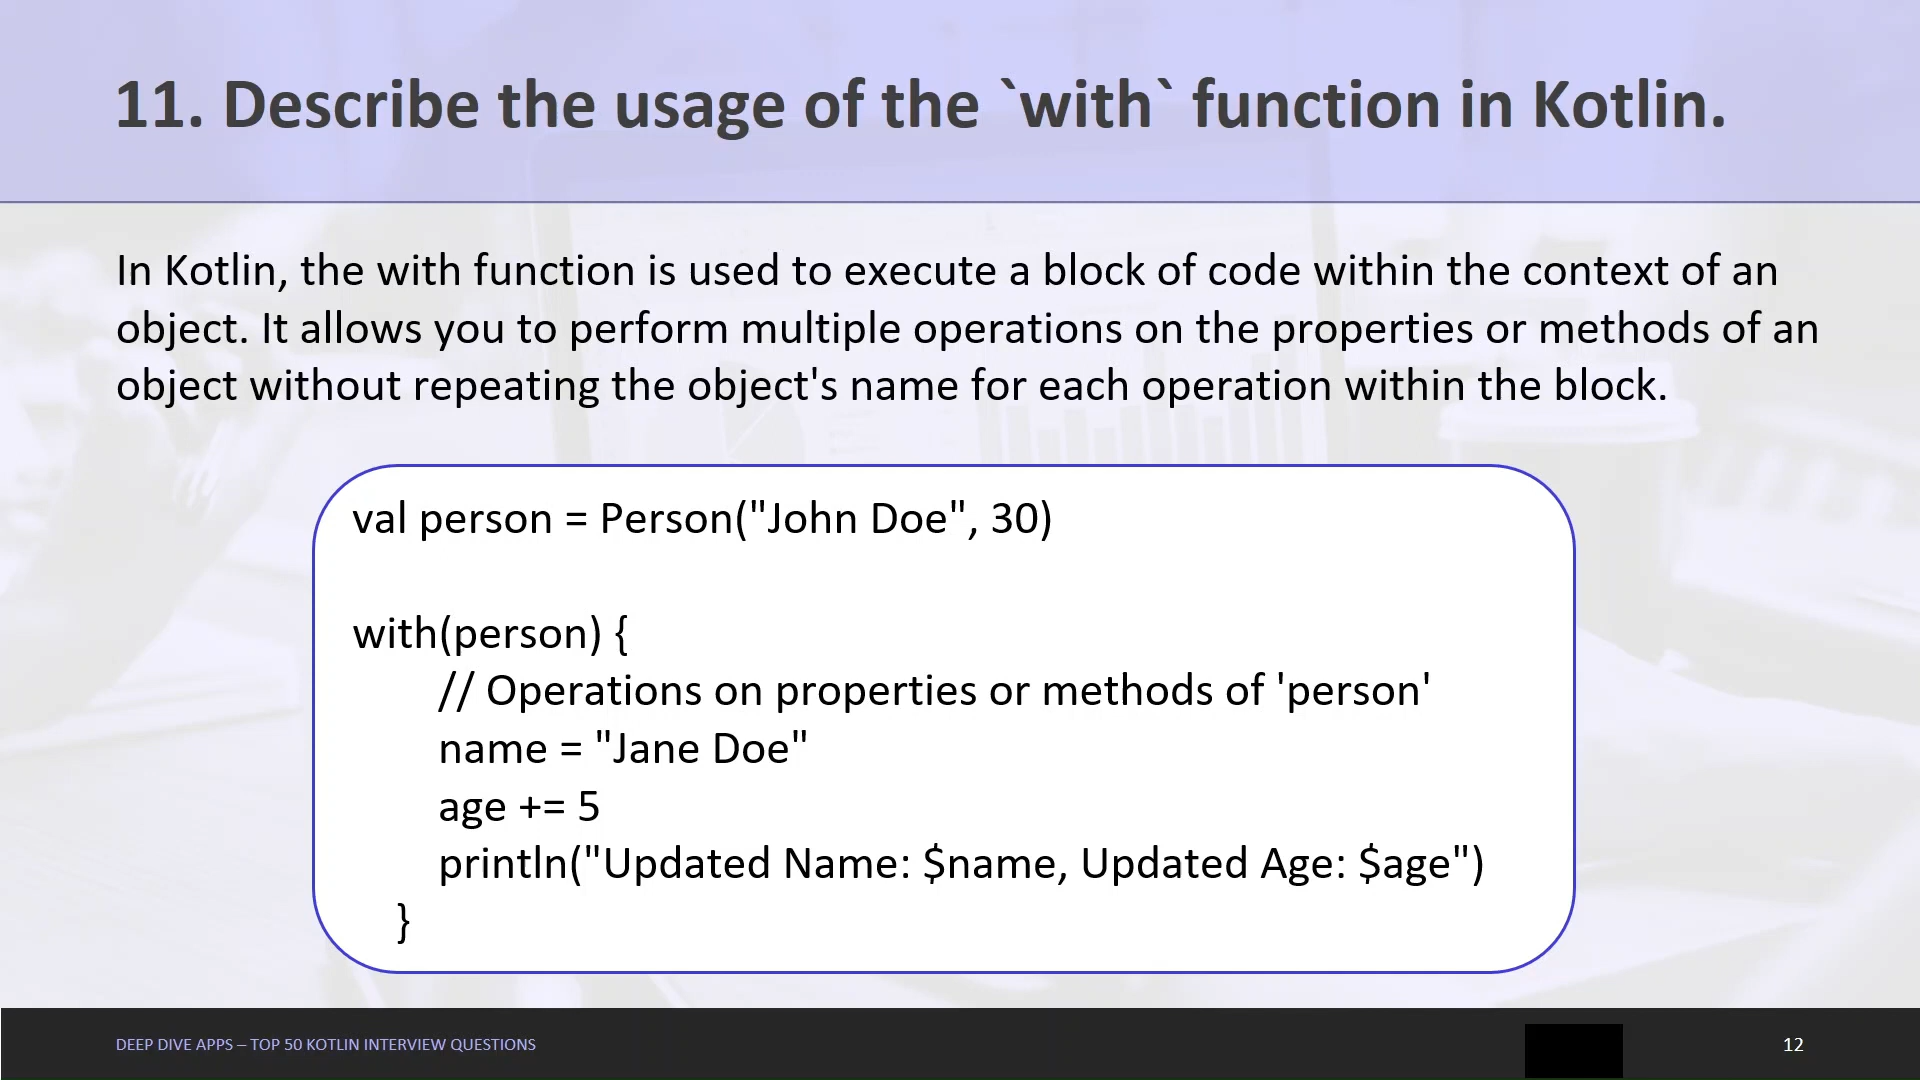 11. Describe the usage of the `with` function in Kotlin.
In Kotlin, the with function is used to execute a block of code within the context of an
object. It allows you to perform multiple operations on the properties or methods of an
object without repeating the object's name for each operation within the block.
val person = Person("John Doe", 30)
with(person) {
// Operations on properties or methods of 'person'
name = "Jane Doe"
age += 5
println("Updated Name: $name, Updated Age: $age")
}
DEEP DIVE APPS – TOP 50 KOTLIN INTERVIEW QUESTIONS
12